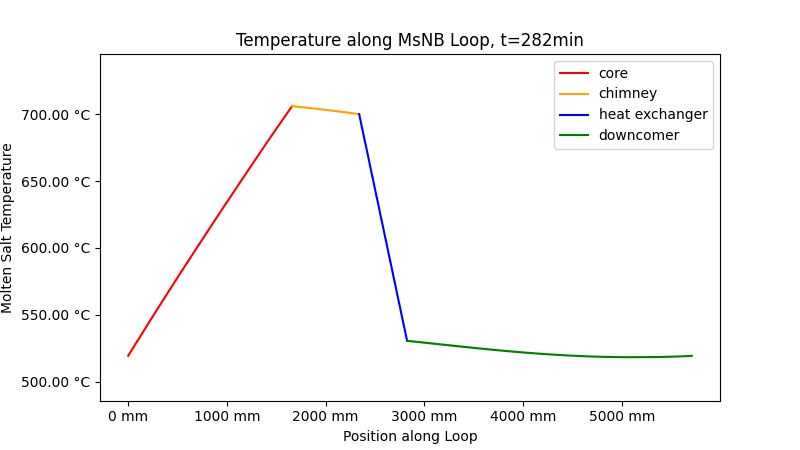 Temperature along MsNB Loop, t=282min
core
chimney
heat exchanger
downcomer
Molten Salt Temperature
700.00 °C
650.00 °C
600.00 °C
550.00 °C
500.00 °C
0 mm 1000 mm 2000 mm 3000 mm 4000 mm 5000 mm
Position along Loop